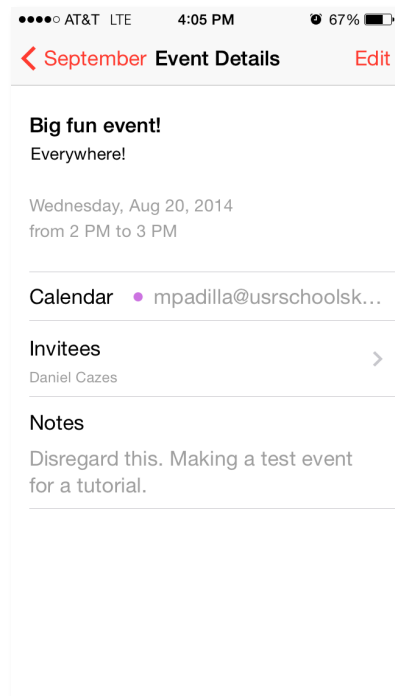 AT&T LTE 4:05 PM 67%
September Event Details Edit
Big fun event!
Everywhere!
Wednesday, Aug 20, 2014
from 2 PM to 3 PM
Calendar mpadilla@usrschoolsk...
Invitees
Daniel Cazes
Notes
Disregard this. Making a test event
for a tutorial.